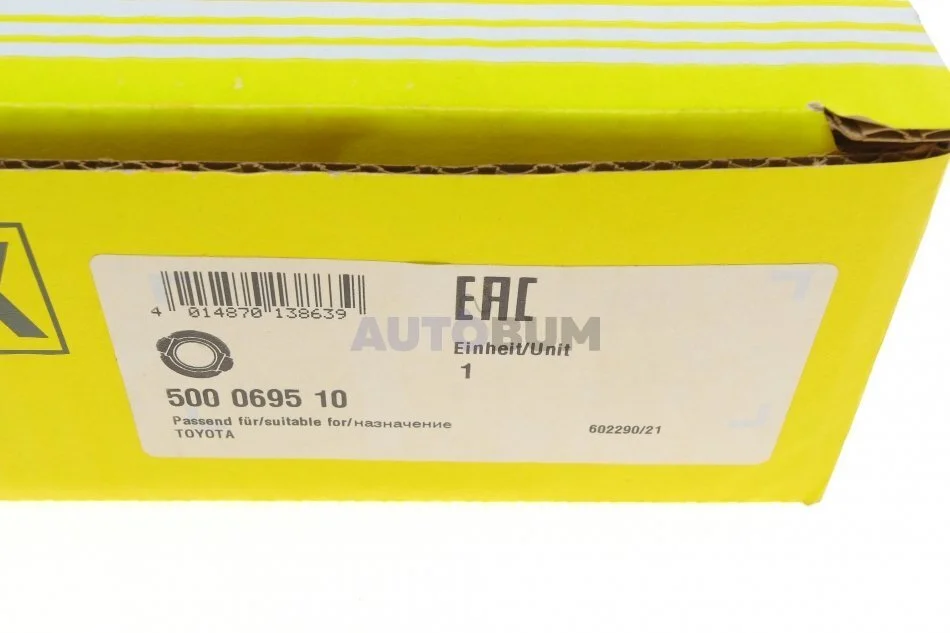 K
4 014870 138639
EAC
AUTOBUM
Einheit/Unit
1
500 0695 10
Passend für/suitable for/назначение
TOYOTA
602290/21